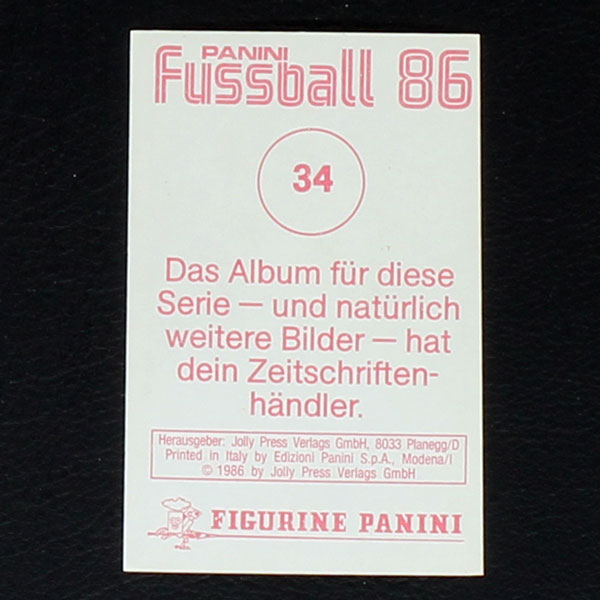 PANINI
Fussball 86
34
Das Album für diese
Serie — und natürlich
weitere Bilder — hat
dein Zeitschriften-
händler.
Herausgeber: Jolly Press Verlags GmbH, 8033 Planegg/D
Printed in Italy by Edizioni Panini S.p.A., Modena/I
© 1986 by Jolly Press Verlags GmbH
FIGURINE PANINI